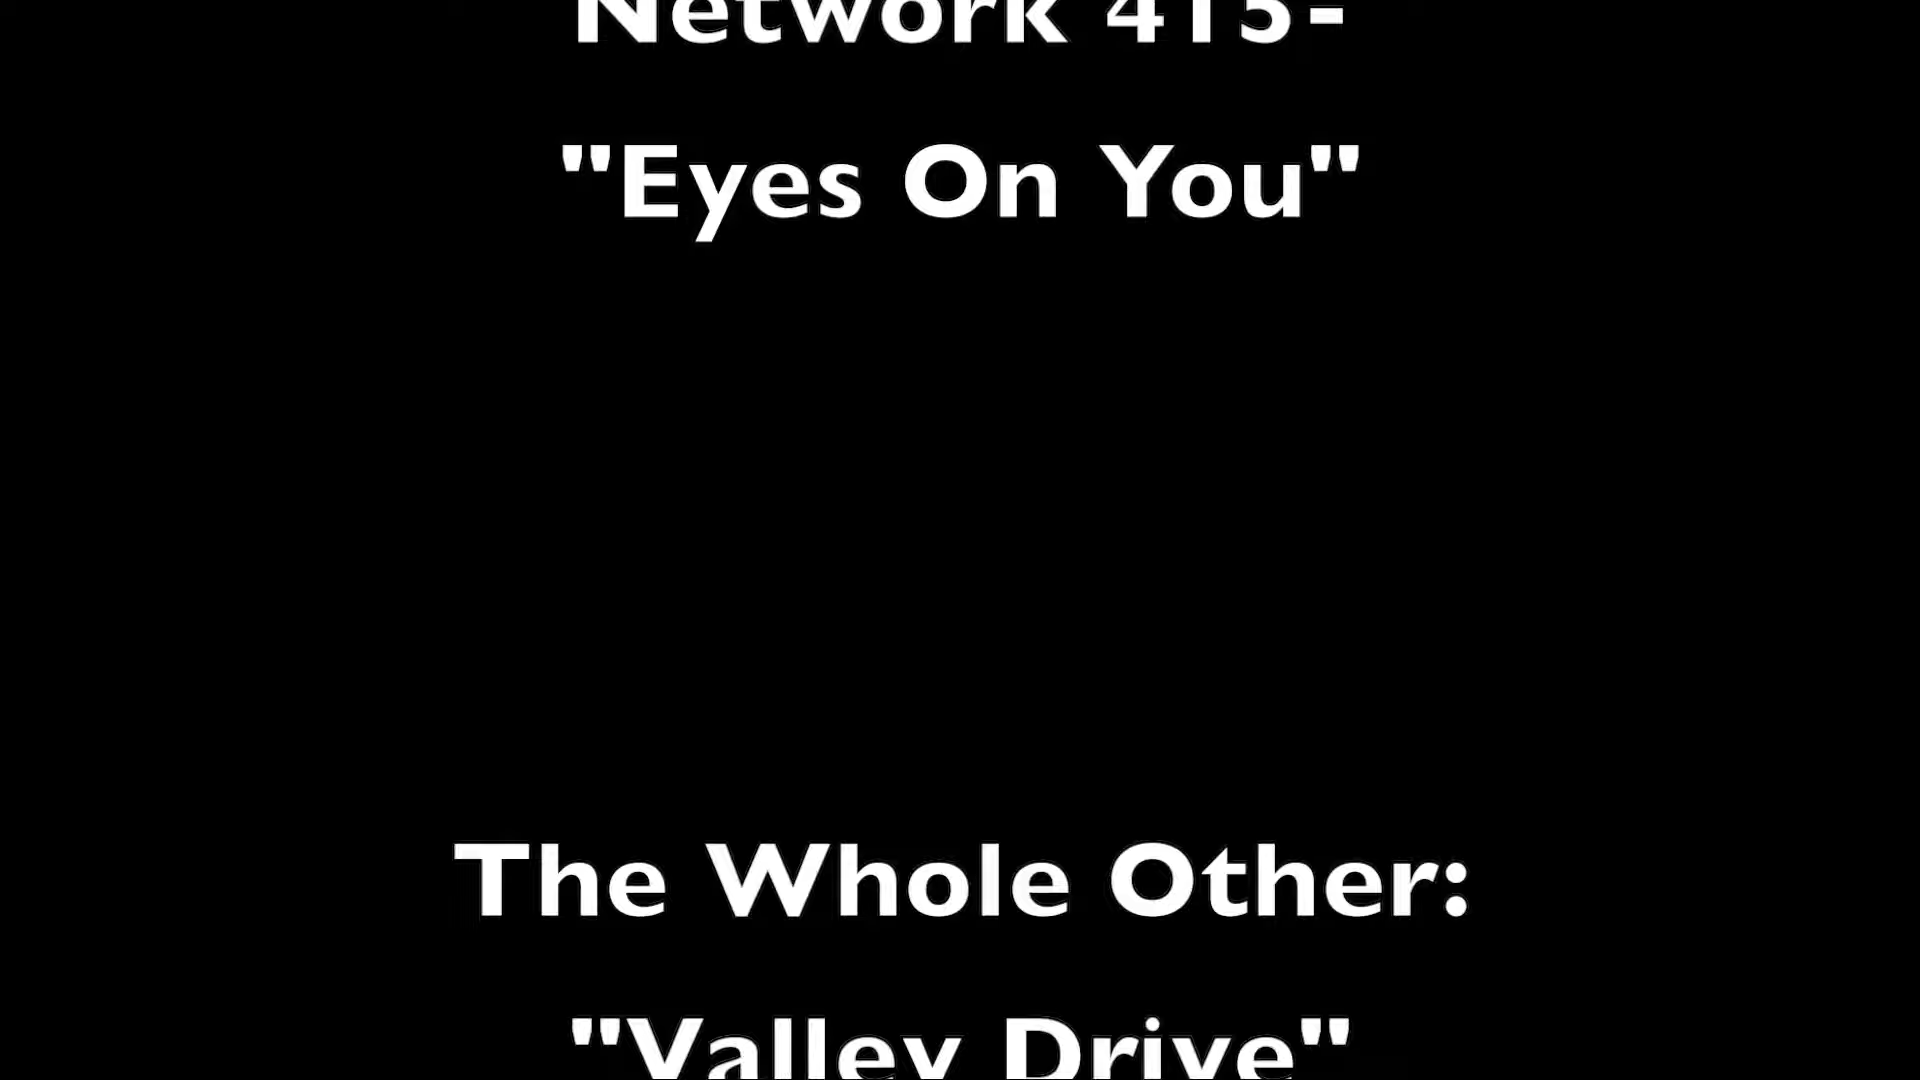 Network 415-
"Eyes On You"
The Whole Other:
"Valley Drive"